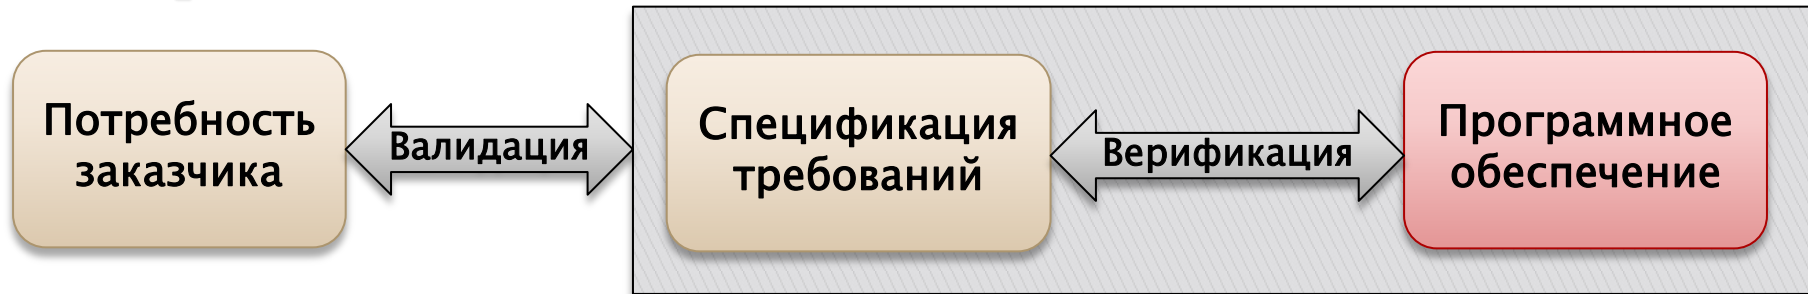 Потребность
заказчика
Валидация
Спецификация
требований
Верификация
Программное
обеспечение